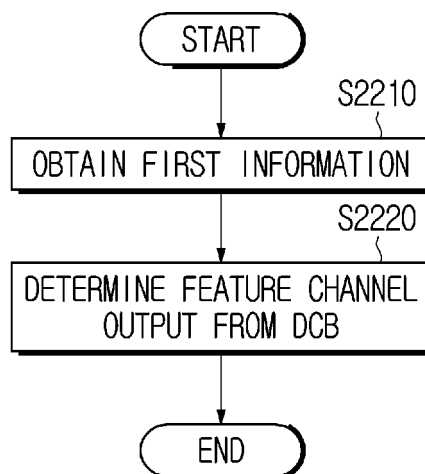 START
S2210
OBTAIN FIRST INFORMATION
S2220
DETERMINE FEATURE CHANNEL
OUTPUT FROM DCB
END